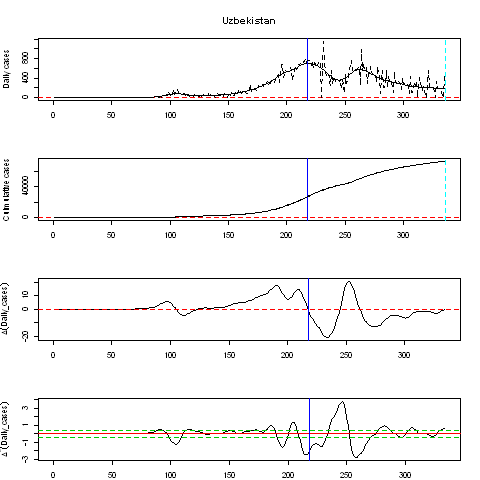 Uzbekistan
Daily cases
0 400 800
0 50 100 150 200 250 300
Culmulative cases
0 40000
0 50 100 150 200 250 300
Δ(Daily_cases)
-20 0 10
0 50 100 150 200 250 300
Δ²(Daily_cases)
-3 -1 1 3
0 50 100 150 200 250 300